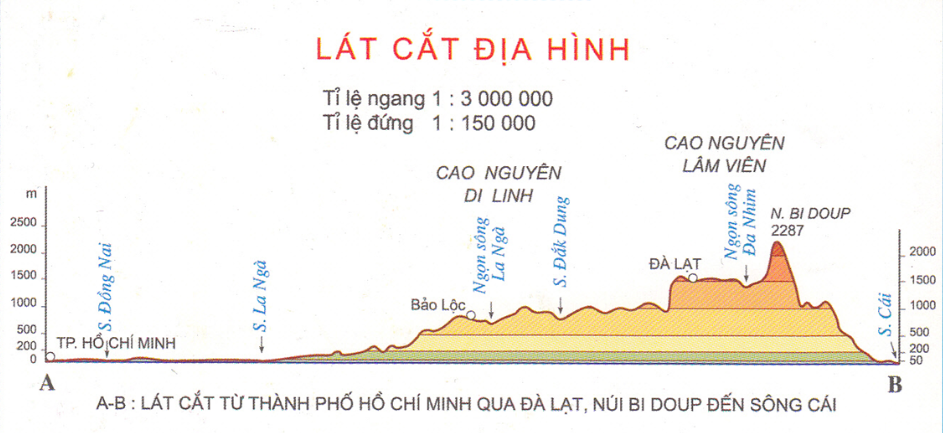 LÁT CẮT ĐỊA HÌNH
Tỉ lệ ngang 1 : 3 000 000
Tỉ lệ đứng 1 : 150 000
CAO NGUYÊN
DI LINH
CAO NGUYÊN
LÂM VIÊN
m
2500
2000
1500
1000
500
200
0
TP. HỒ CHÍ MINH
S. Đồng Nai
S. La Ngà
Bảo Lộc
Ngọn sông
La Ngà
S. Đắk Dung
ĐÀ LẠT
Ngọn sông
Đa Nhim
N. BI DOUP
2287
S. Cái
2000
1500
1000
500
200
50
A
B
A-B : LÁT CẮT TỪ THÀNH PHỐ HỒ CHÍ MINH QUA ĐÀ LẠT, NÚI BI DOUP ĐẾN SÔNG CÁI